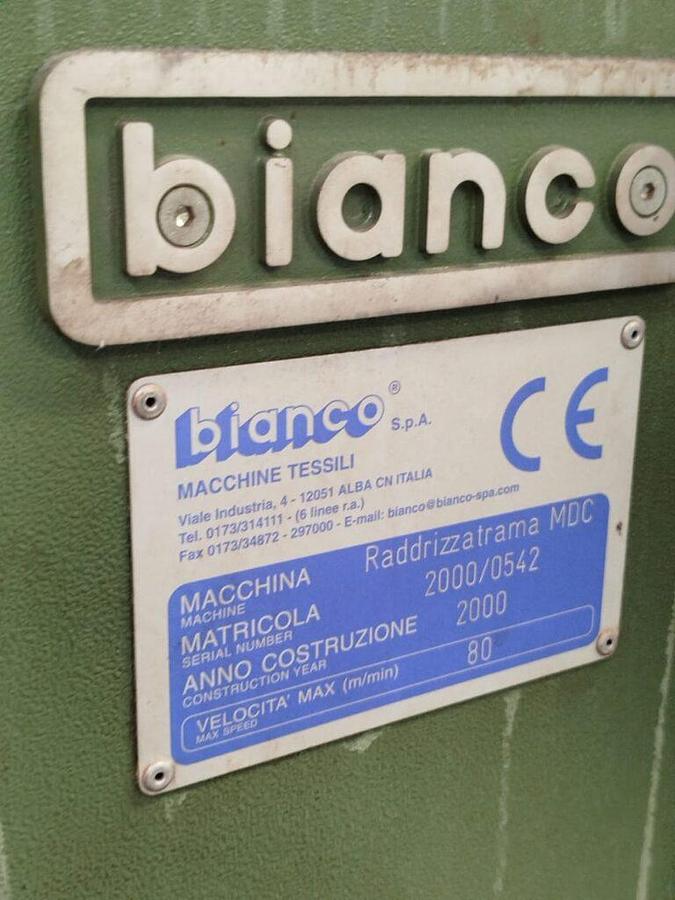 bianco
bianco® S.p.A.
CE
MACCHINE TESSILI
Viale Industria, 4 - 12051 ALBA CN ITALIA
Tel. 0173/314111 - (6 linee r.a.)
Fax 0173/34872 - 297000 - E-mail: bianco@bianco-spa.com
MACCHINA Raddrizzatrama MDC
MACHINE
MATRICOLA 2000/0542
SERIAL NUMBER
ANNO COSTRUZIONE 2000
CONSTRUCTION YEAR
VELOCITA' MAX (m/min) 80
MAX SPEED